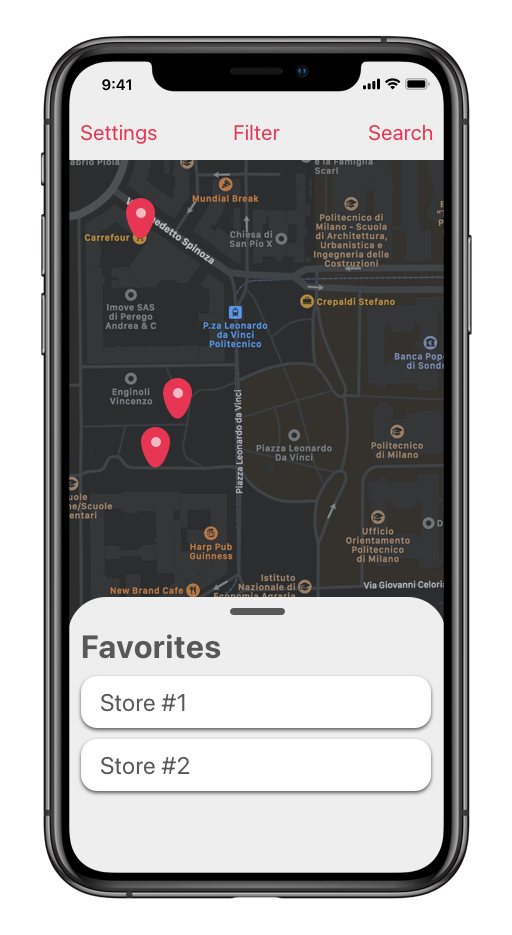 9:41
Settings
Filter
Search
e la Famiglia
Scarl
Mundial Break
Carrefour
edetto Spinoza
Chiesa di
San Pio X
Politecnico di
Milano - Scuola
di Architettura,
Urbanistica e
Ingegneria delle
Costruzioni
Imove SAS
di Perego
Andrea & C
Crepaldi Stefano
P.za Leonardo
da Vinci
Politecnico
Banca Pop
di Sond
Enginoli
Vincenzo
Piazza Leonardo da Vinci
Piazza Leonardo
Da Vinci
Politecnico
di Milano
uole
ne/Scuole
entari
Harp Pub
Guinness
Ufficio
Orientamento
Politecnico
di Milano
D
New Brand Cafe
Istituto
Nazionale di
Economia Agraria
Via Giovanni Celoria
Favorites
Store #1
Store #2